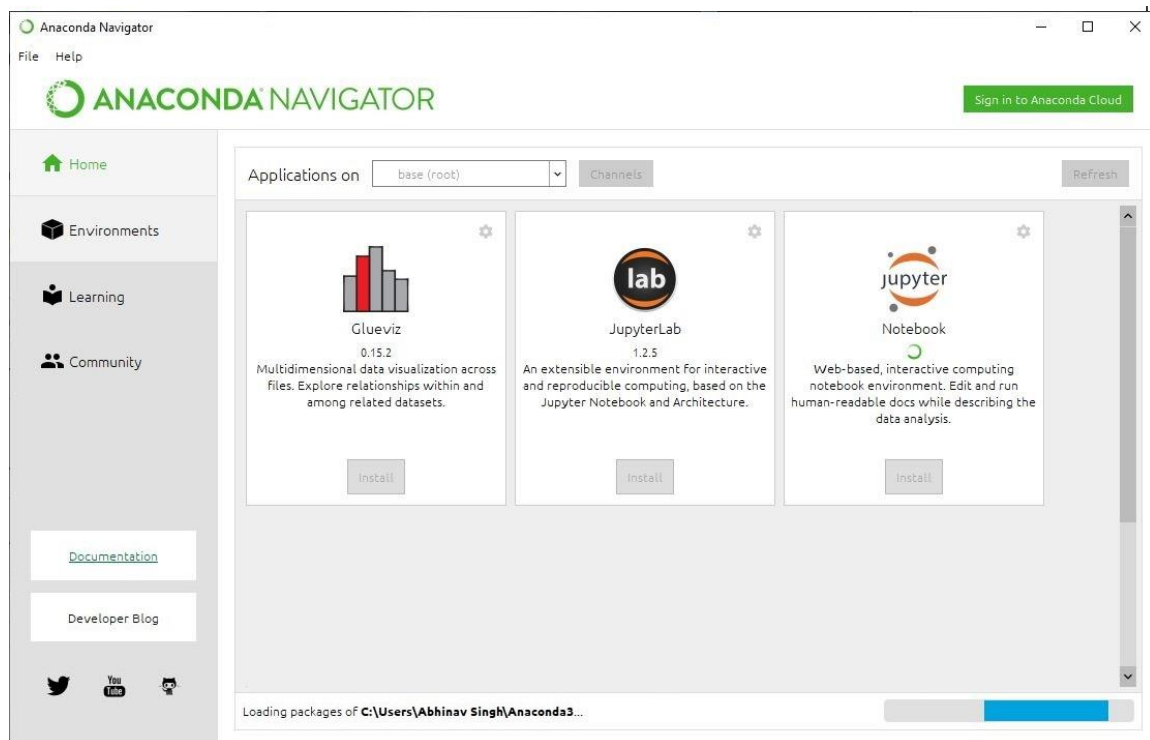 Anaconda Navigator
File Help
ANACONDA NAVIGATOR
Sign in to Anaconda Cloud
Home
Environments
Learning
Community
Documentation
Developer Blog
You
Tube
Applications on base (root) Channels Refresh
Glueviz
0.15.2
Multidimensional data visualization across
files. Explore relationships within and
among related datasets.
Install
lab
JupyterLab
1.2.5
An extensible environment for interactive
and reproducible computing, based on the
Jupyter Notebook and Architecture.
Install
jupyter
Notebook
Web-based, interactive computing
notebook environment. Edit and run
human-readable docs while describing the
data analysis.
Install
Loading packages of C:\Users\Abhinav Singh\Anaconda3...